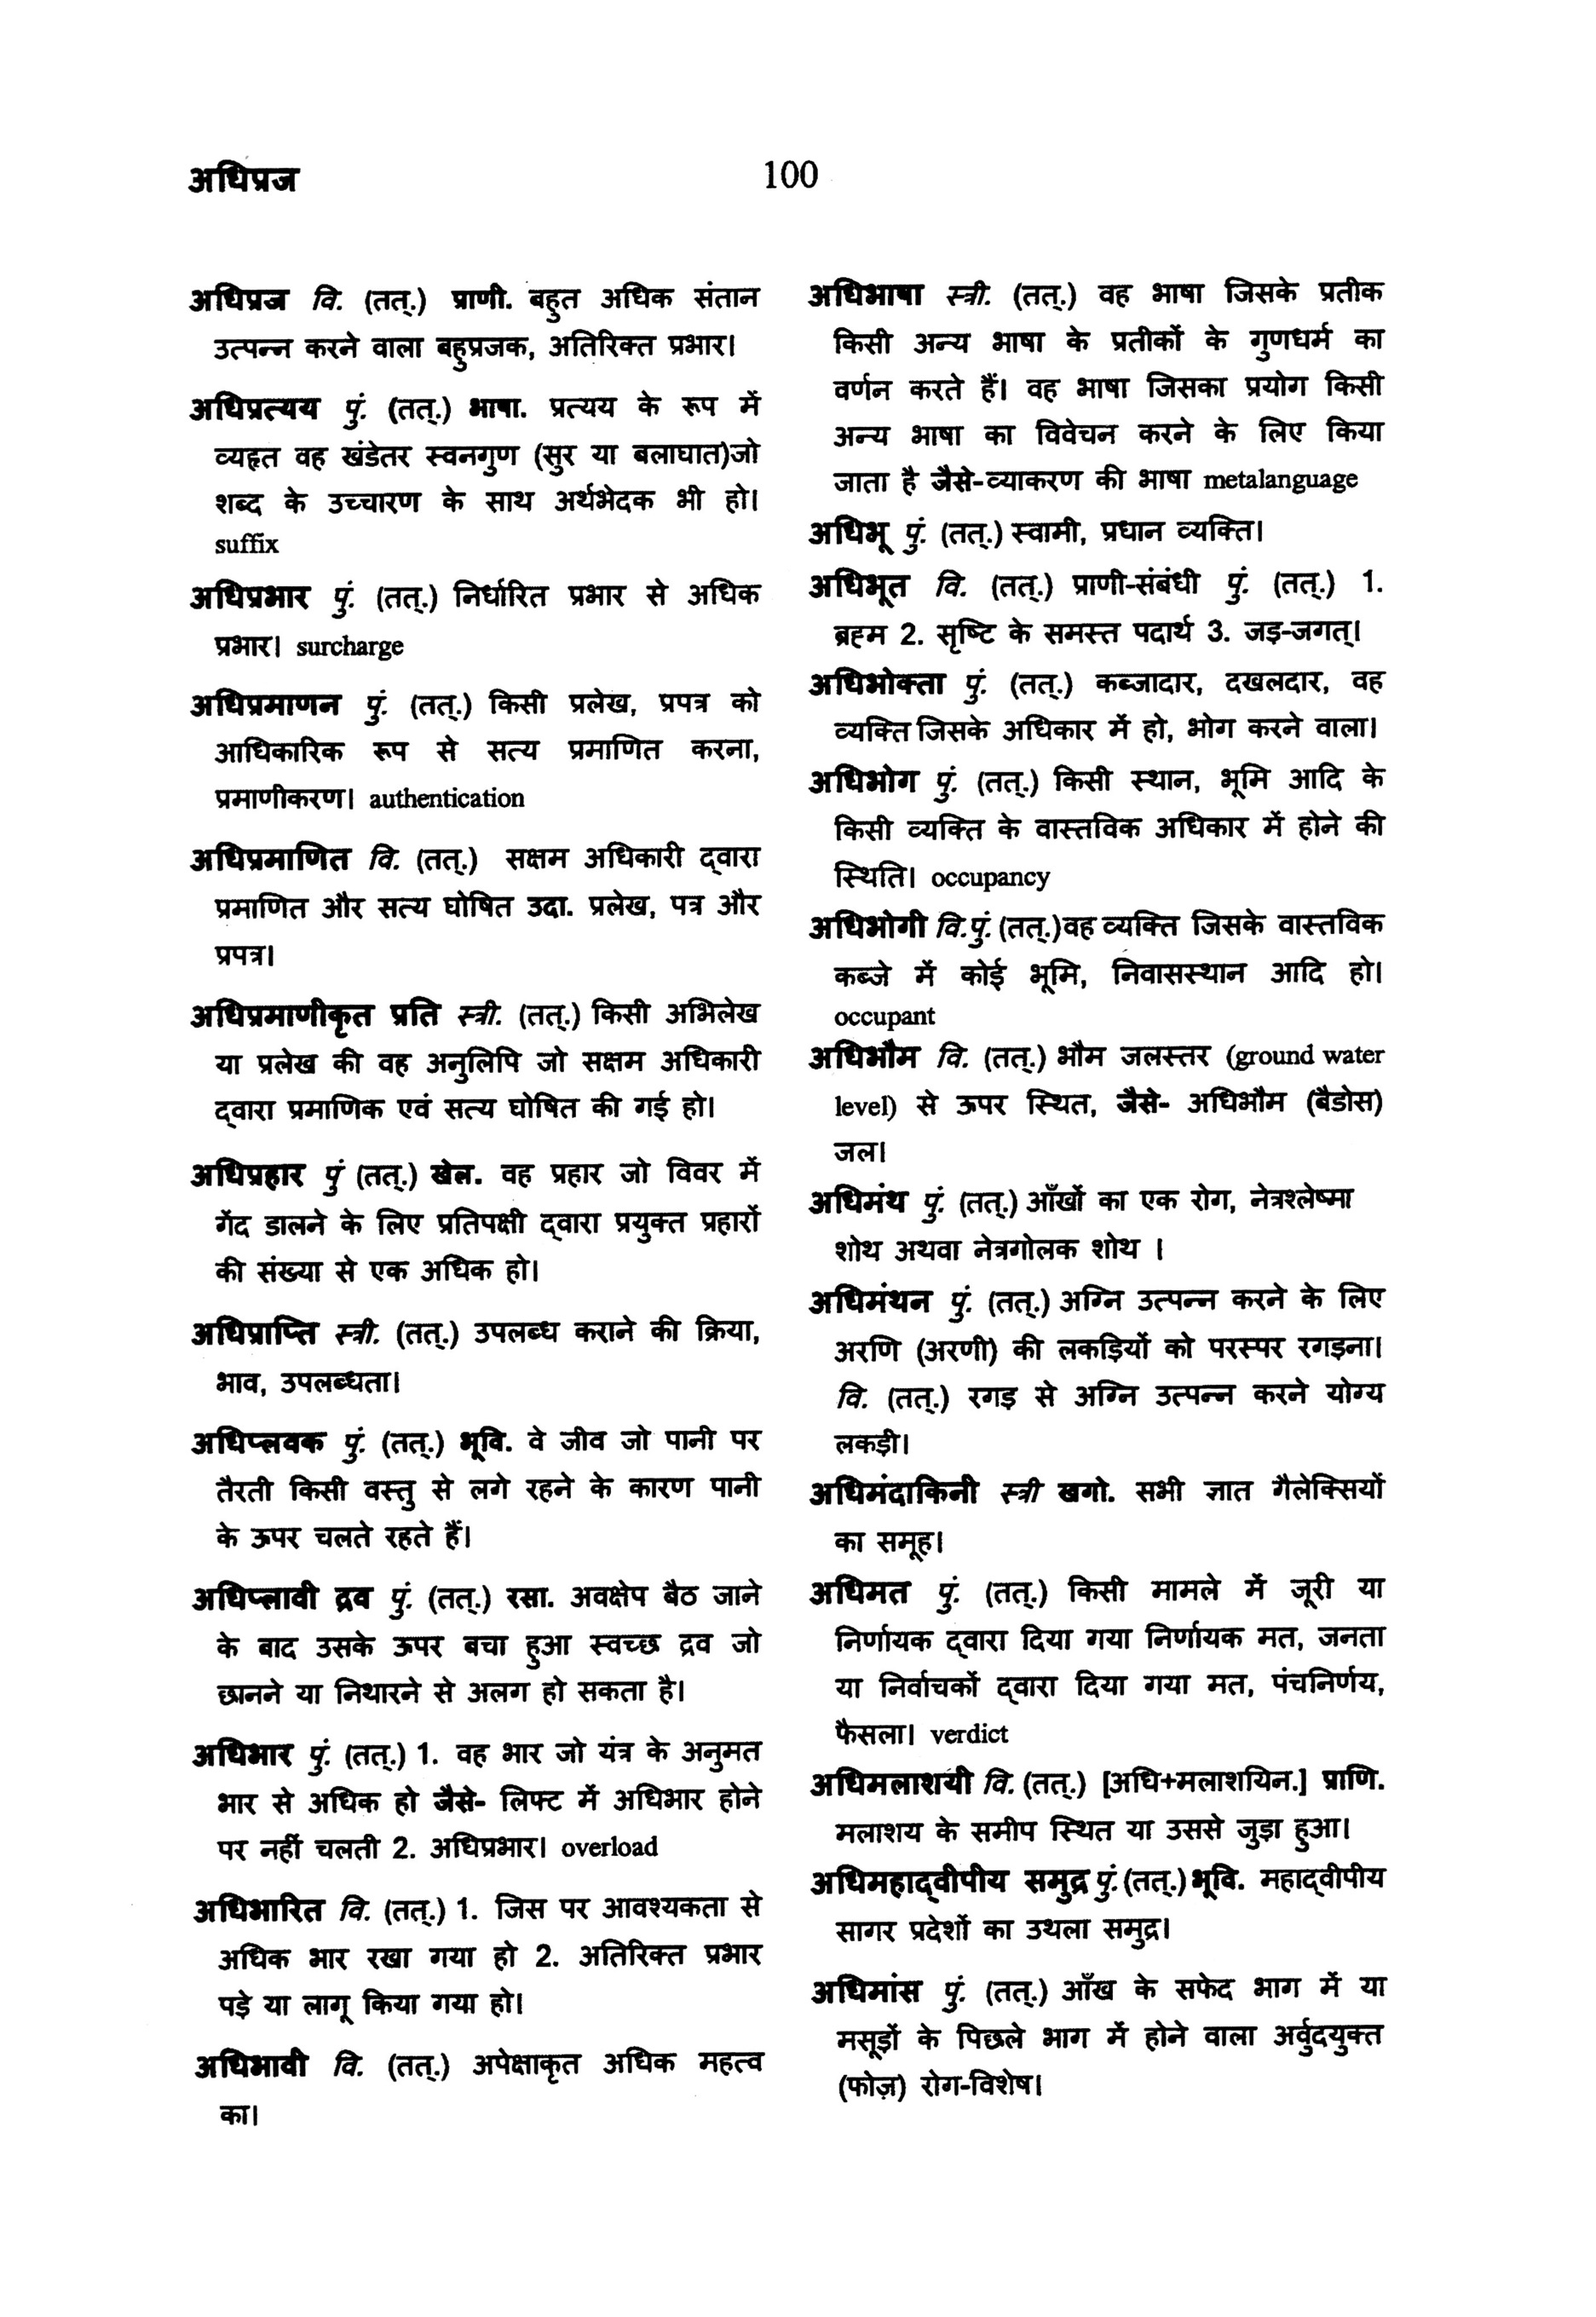 अधिप्रज
100
अधिप्रज वि. (तत्.) प्राणी. बहुत अधिक संतान
उत्पन्न करने वाला बहुप्रजक, अतिरिक्त प्रभार।
अधिप्रत्यय पुं. (तत्.) भाषा. प्रत्यय के रूप में
व्यहृत वह खंडेतर स्वनगुण (सुर या बलाघात)जो
शब्द के उच्चारण के साथ अर्थभेदक भी हो।
suffix
अधिप्रभार पुं. (तत्.) निर्धारित प्रभार से अधिक
प्रभार। surcharge
अधिप्रमाणन पुं. (तत्.) किसी प्रलेख, प्रपत्र को
आधिकारिक रूप से सत्य प्रमाणित करना,
प्रमाणीकरण। authentication
अधिप्रमाणित वि. (तत्.) सक्षम अधिकारी द्वारा
प्रमाणित और सत्य घोषित उदा. प्रलेख, पत्र और
प्रपत्र।
अधिप्रमाणीकृत प्रति स्त्री. (तत्.) किसी अभिलेख
या प्रलेख की वह अनुलिपि जो सक्षम अधिकारी
द्वारा प्रमाणिक एवं सत्य घोषित की गई हो।
अधिप्रहार पुं (तत्.) खेल. वह प्रहार जो विवर में
गेंद डालने के लिए प्रतिपक्षी द्वारा प्रयुक्त प्रहारों
की संख्या से एक अधिक हो।
अधिप्राप्ति स्त्री. (तत्.) उपलब्ध कराने की क्रिया,
भाव, उपलब्धता।
अधिप्लवक पुं. (तत्.) भूवि. वे जीव जो पानी पर
तैरती किसी वस्तु से लगे रहने के कारण पानी
के ऊपर चलते रहते हैं।
अधिप्लावी द्रव पुं. (तत्.) रसा. अवक्षेप बैठ जाने
के बाद उसके ऊपर बचा हुआ स्वच्छ द्रव जो
छानने या निथारने से अलग हो सकता है।
अधिभार पुं. (तत्.) 1. वह भार जो यंत्र के अनुमत
भार से अधिक हो जैसे- लिफ्ट में अधिभार होने
पर नहीं चलती 2. अधिप्रभार। overload
अधिभारित वि. (तत्.) 1. जिस पर आवश्यकता से
अधिक भार रखा गया हो 2. अतिरिक्त प्रभार
पड़े या लागू किया गया हो।
अधिभावी वि. (तत्.) अपेक्षाकृत अधिक महत्व
का।
अधिभाषा स्त्री. (तत्.) वह भाषा जिसके प्रतीक
किसी अन्य भाषा के प्रतीकों के गुणधर्म का
वर्णन करते हैं। वह भाषा जिसका प्रयोग किसी
अन्य भाषा का विवेचन करने के लिए किया
जाता है जैसे-व्याकरण की भाषा metalanguage
अधिभू पुं. (तत्.) स्वामी, प्रधान व्यक्ति।
अधिभूत वि. (तत्.) प्राणी-संबंधी पुं. (तत्.) 1.
ब्रह्म 2. सृष्टि के समस्त पदार्थ 3. जड़-जगत्।
अधिभोक्ता पुं. (तत्.) कब्जादार, दखलदार, वह
व्यक्ति जिसके अधिकार में हो, भोग करने वाला।
अधिभोग पुं. (तत्.) किसी स्थान, भूमि आदि के
किसी व्यक्ति के वास्तविक अधिकार में होने की
स्थिति। occupancy
अधिभोगी वि.पुं. (तत्.)वह व्यक्ति जिसके वास्तविक
कब्जे में कोई भूमि, निवासस्थान आदि हो।
occupant
अधिभौम वि. (तत्.) भौम जलस्तर (ground water
level) से ऊपर स्थित, जैसे- अधिभौम (बैडोस)
जल।
अधिमंथ पुं. (तत्.) आँखों का एक रोग, नेत्रश्लेष्मा
शोथ अथवा नेत्रगोलक शोथ ।
अधिमंथन पुं. (तत्.) अग्नि उत्पन्न करने के लिए
अरणि (अरणी) की लकड़ियों को परस्पर रगड़ना।
वि. (तत्.) रगड़ से अग्नि उत्पन्न करने योग्य
लकड़ी।
अधिमंदाकिनी स्त्री खगो. सभी ज्ञात गैलेक्सियों
का समूह।
अधिमत पुं. (तत्.) किसी मामले में जूरी या
निर्णायक द्वारा दिया गया निर्णायक मत, जनता
या निर्वाचकों द्वारा दिया गया मत, पंचनिर्णय,
फैसला। verdict
अधिमलाशयी वि. (तत्.) [अधि+मलाशयिन.] प्राणि.
मलाशय के समीप स्थित या उससे जुड़ा हुआ।
अधिमहाद्वीपीय समुद्र पुं. (तत्.) भूवि. महाद्वीपीय
सागर प्रदेशों का उथला समुद्र।
अधिमांस पुं. (तत्.) आँख के सफेद भाग में या
मसूड़ों के पिछले भाग में होने वाला अर्वुदयुक्त
(फोज़) रोग-विशेष।